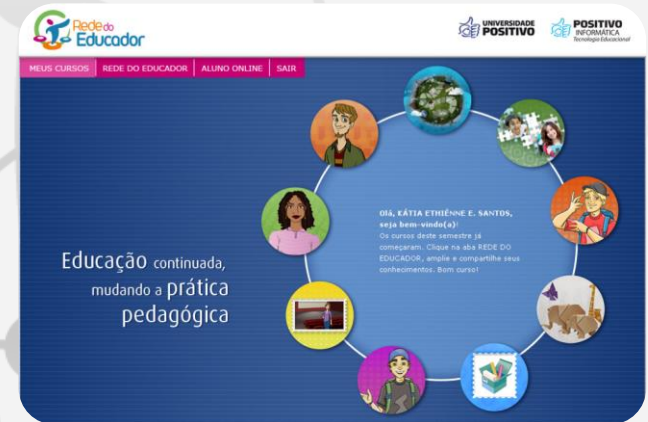 Rede do
Educador
UNIVERSIDADE
POSITIVO
POSITIVO
INFORMÁTICA
Tecnologia Educacional
MEUS CURSOS
REDE DO EDUCADOR
ALUNO ONLINE
SAIR
Olá, KÁTIA ETHIÉNNE E. SANTOS,
seja bem-vindo(a)!
Os cursos deste semestre já
começaram. Clique na aba REDE DO
EDUCADOR, amplie e compartilhe seus
conhecimentos. Bom curso!
Educação continuada,
mudando a prática
pedagógica